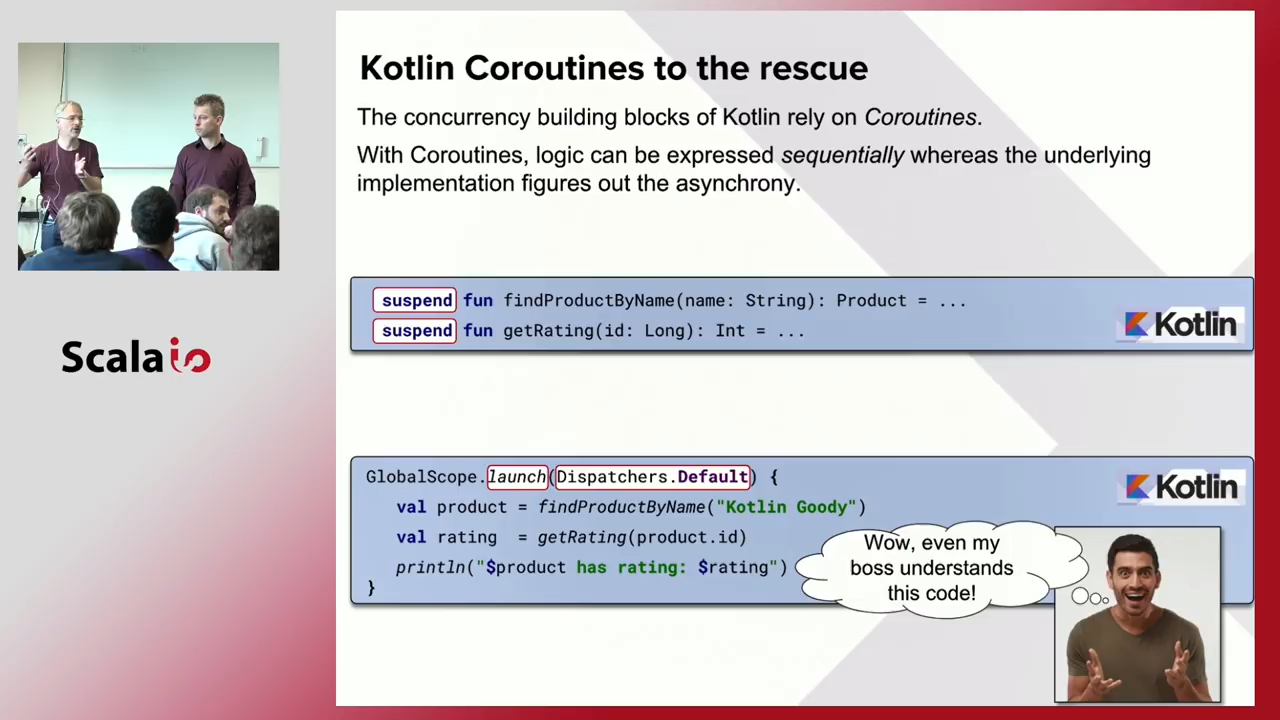 Kotlin Coroutines to the rescue
The concurrency building blocks of Kotlin rely on Coroutines.
With Coroutines, logic can be expressed sequentially whereas the underlying
implementation figures out the asynchrony.
suspend fun findProductByName(name: String): Product = ...
suspend fun getRating(id: Long): Int = ...
Kotlin
Scala io
GlobalScope.launch(Dispatchers.Default) {
val product = findProductByName("Kotlin Goody")
val rating = getRating(product.id)
println("$product has rating: $rating")
}
Kotlin
Wow, even my
boss understands
this code!